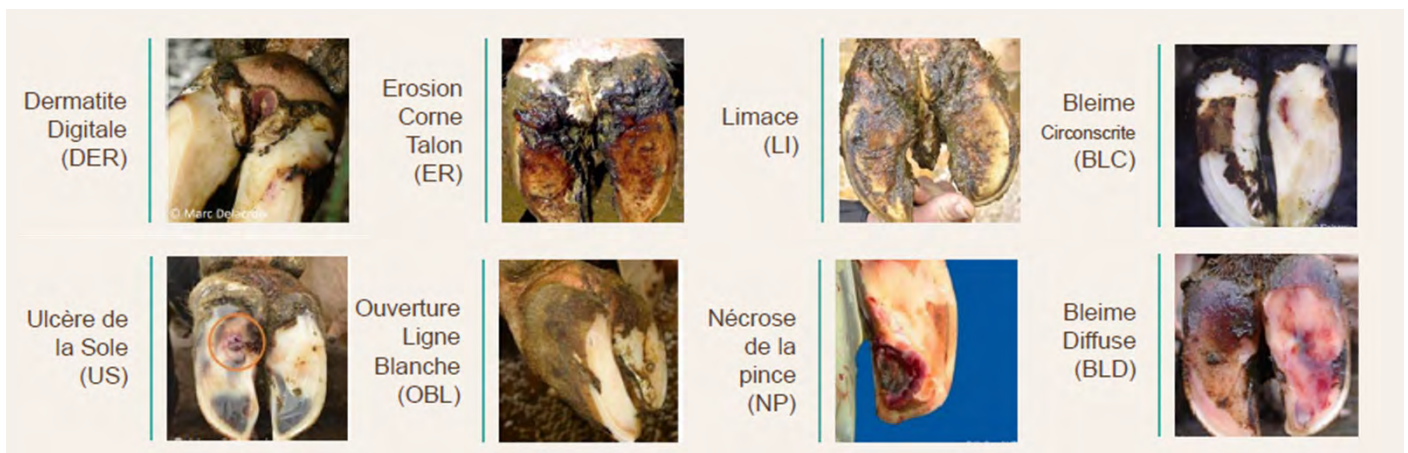 Dermatite
Digitale
(DER)
© Marc Delacroix
Erosion
Corne
Talon
(ER)
Limace
(LI)
Bleime
Circonscrite
(BLC)
Ulcère de
la Sole
(US)
Ouverture
Ligne
Blanche
(OBL)
Nécrose
de la
pince
(NP)
Bleime
Diffuse
(BLD)